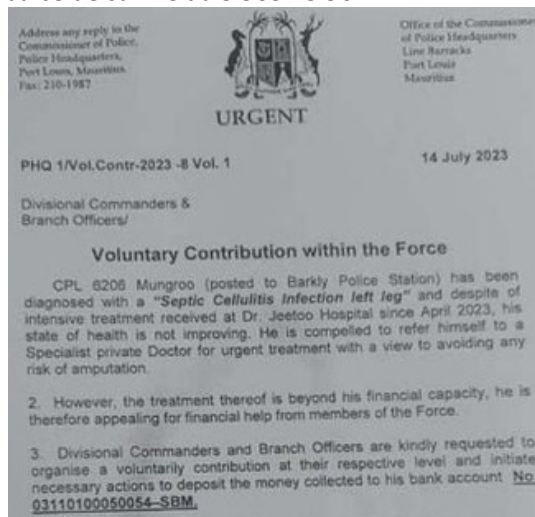 Address any reply to the
Commissioner of Police,
Police Headquarters,
Port Louis, Mauritius.
Fax: 210-1987
Office of the Commissioner
of Police Headquarters
Line Barracks
Port Louis
Mauritius
URGENT
PHQ 1/Vol.Contr-2023 -8 Vol. 1
14 July 2023
Divisional Commanders &
Branch Officers/
Voluntary Contribution within the Force
CPL 6206 Mungroo (posted to Barkly Police Station) has been
diagnosed with a "Septic Cellulitis Infection left leg" and despite of
intensive treatment received at Dr. Jeetoo Hospital since April 2023, his
state of health is not improving. He is compelled to refer himself to a
Specialist private Doctor for urgent treatment with a view to avoiding any
risk of amputation.
2. However, the treatment thereof is beyond his financial capacity, he is
therefore appealing for financial help from members of the Force.
3. Divisional Commanders and Branch Officers are kindly requested to
organise a voluntarily contribution at their respective level and initiate
necessary actions to deposit the money collected to his bank account No
03110100050054-SBM.